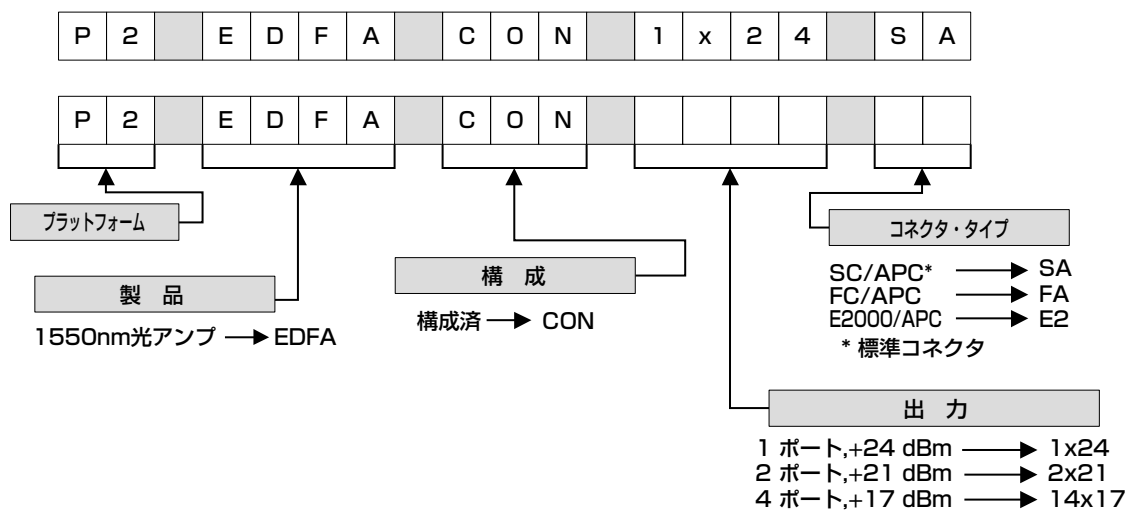 P 2 E D F A C O N 1 x 2 4 S A
P 2 E D F A C O N
プラットフォーム
コネクタ・タイプ
製 品
構 成
SC/APC* SA
FC/APC FA
E2000/APC E2
* 標準コネクタ
1550nm光アンプ EDFA
構成済 CON
出 力
1 ポート,+24 dBm 1x24
2 ポート,+21 dBm 2x21
4 ポート,+17 dBm 14x17